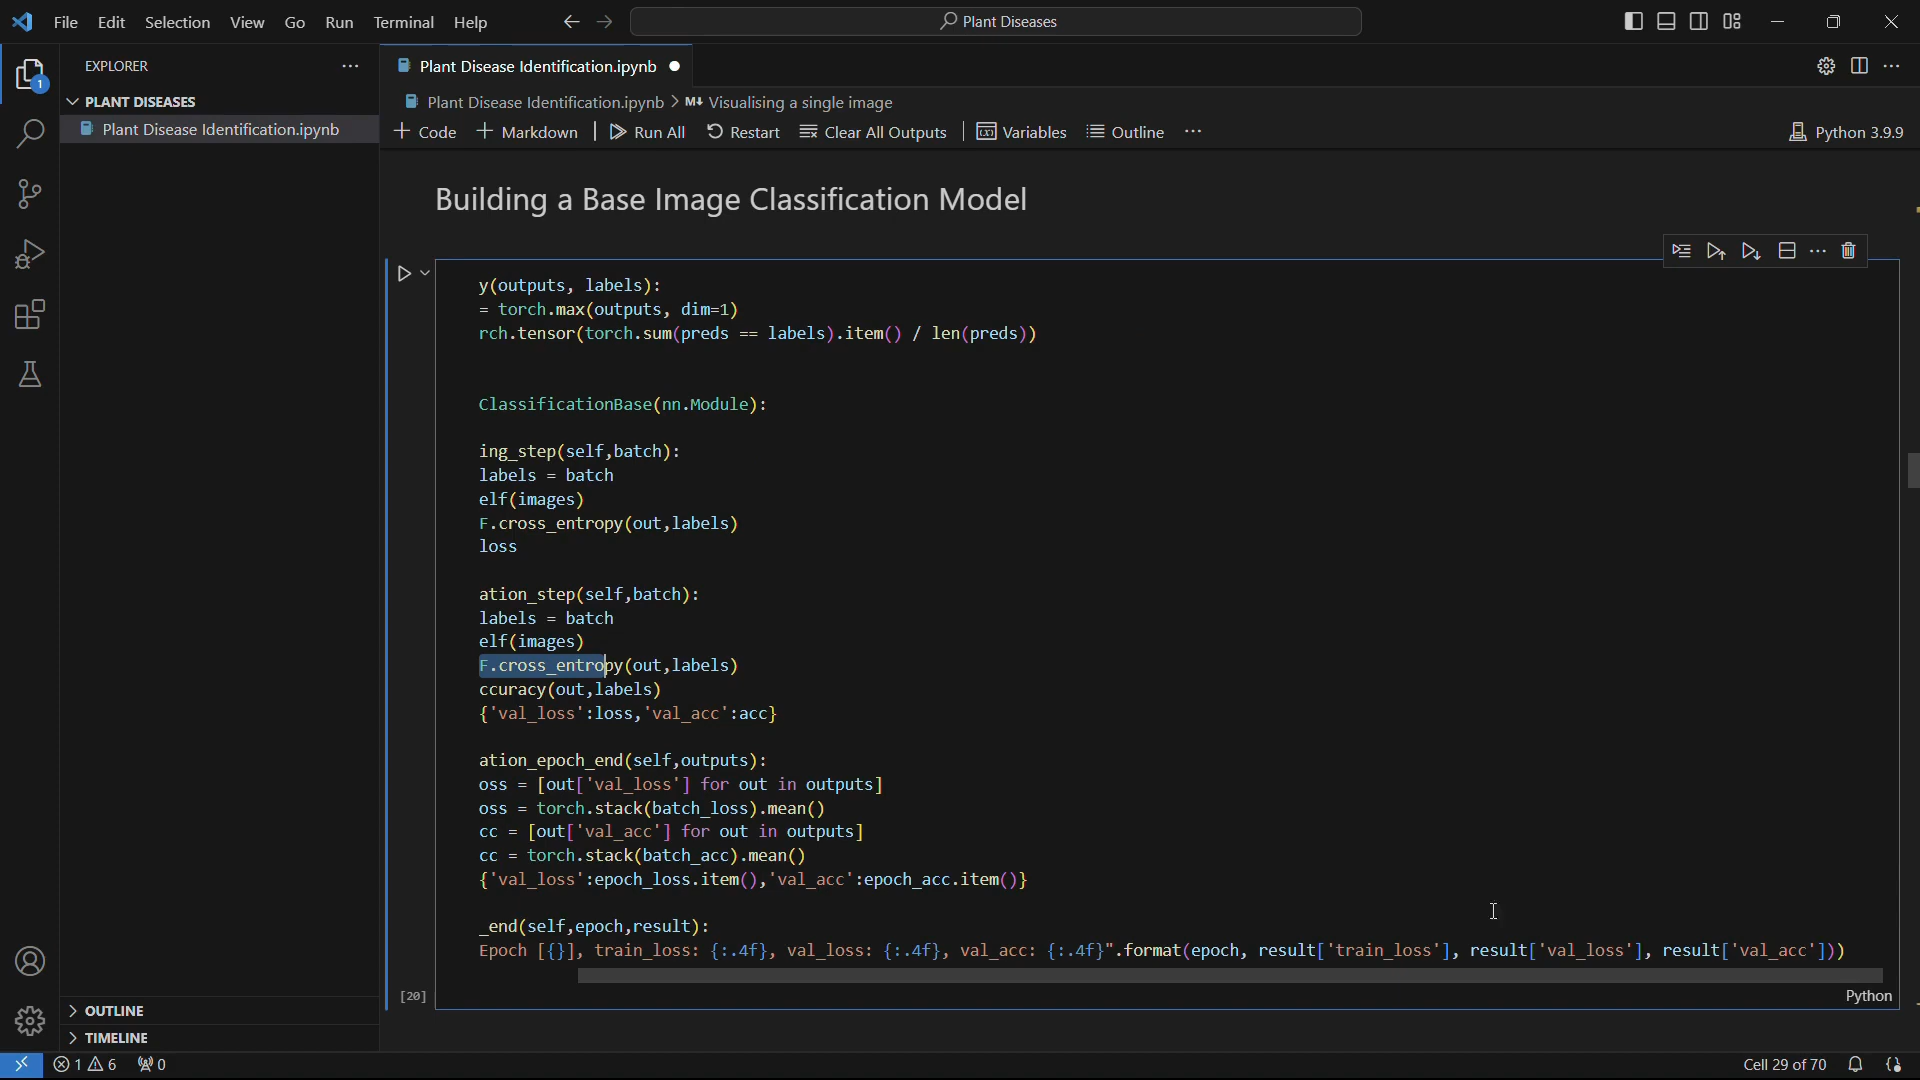 File Edit Selection View Go Run Terminal Help
Plant Diseases
EXPLORER
1
PLANT DISEASES
Plant Disease Identification.ipynb
Plant Disease Identification.ipynb
Plant Disease Identification.ipynb > M↓ Visualising a single image
+ Code + Markdown Run All Restart Clear All Outputs Variables Outline ...
Python 3.9.9
Building a Base Image Classification Model
y(outputs, labels):
= torch.max(outputs, dim=1)
rch.tensor(torch.sum(preds == labels).item() / len(preds))
ClassificationBase(nn.Module):
ing_step(self,batch):
labels = batch
elf(images)
F.cross_entropy(out,labels)
loss
ation_step(self,batch):
labels = batch
elf(images)
F.cross_entropy(out,labels)
ccuracy(out,labels)
{'val_loss':loss,'val_acc':acc}
ation_epoch_end(self,outputs):
oss = [out['val_loss'] for out in outputs]
oss = torch.stack(batch_loss).mean()
cc = [out['val_acc'] for out in outputs]
cc = torch.stack(batch_acc).mean()
{'val_loss':epoch_loss.item(),'val_acc':epoch_acc.item()}
_end(self,epoch,result):
Epoch [{}], train_loss: {:.4f}, val_loss: {:.4f}, val_acc: {:.4f}".format(epoch, result['train_loss'], result['val_loss'], result['val_acc']))
[20]
Python
OUTLINE
TIMELINE
1 6 0
Cell 29 of 70